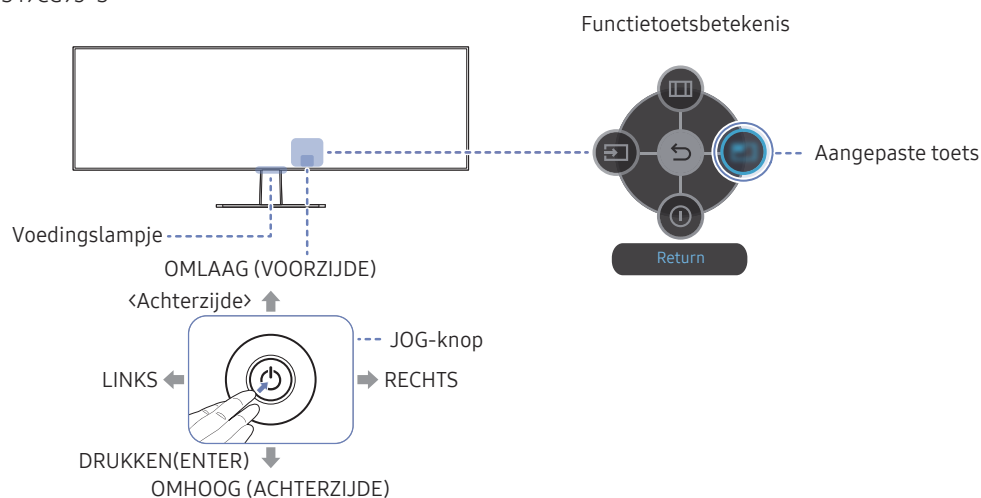 Functietoetsbetekenis
Aangepaste toets
Voedingslampje
Return
OMLAAG (VOORZIJDE)
<Achterzijde>
JOG-knop
LINKS
RECHTS
DRUKKEN(ENTER)
OMHOOG (ACHTERZIJDE)